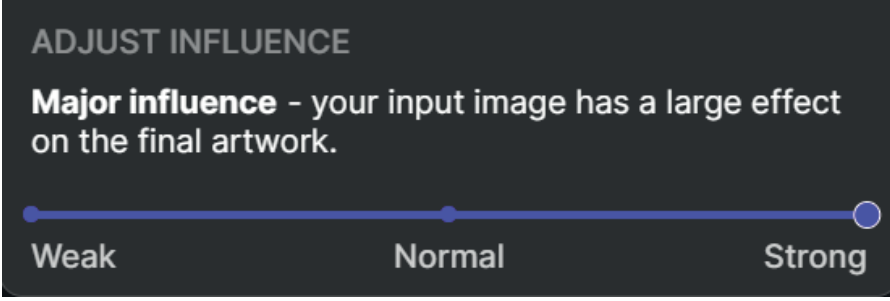 ADJUST INFLUENCE
Major influence - your input image has a large effect
on the final artwork.
Weak
Normal
Strong